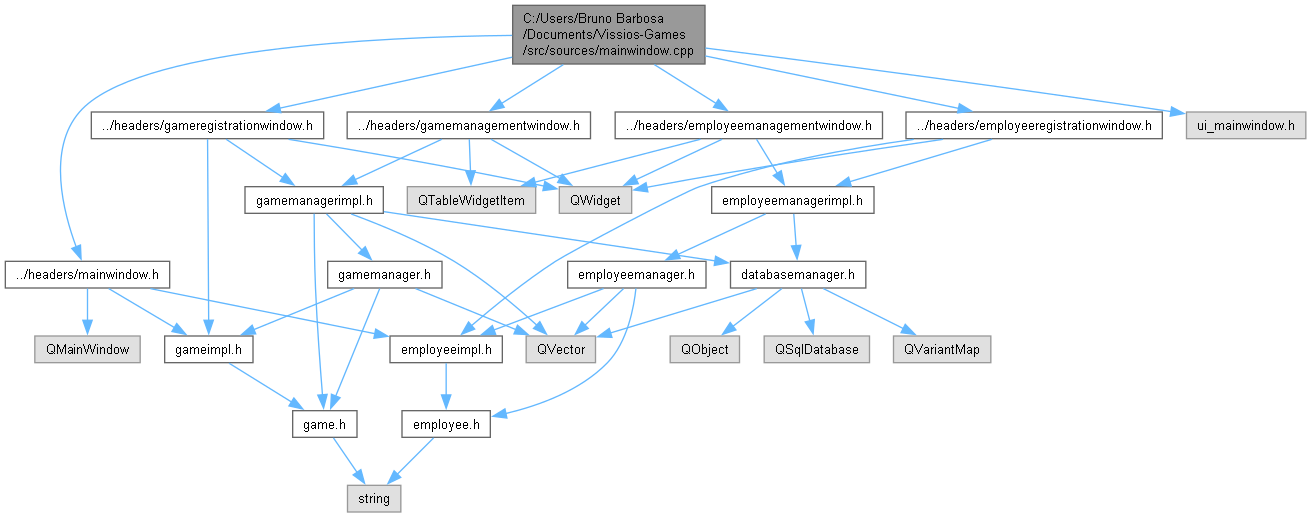 C:/Users/Bruno Barbosa
/Documents/Vissios-Games
/src/sources/mainwindow.cpp
../headers/gameregistrationwindow.h
../headers/gamemanagementwindow.h
../headers/employeemanagementwindow.h
../headers/employeeregistrationwindow.h
ui_mainwindow.h
gamemanagerimpl.h
QTableWidgetItem
QWidget
employeemanagerimpl.h
../headers/mainwindow.h
gamemanager.h
employeemanager.h
databasemanager.h
QMainWindow
gameimpl.h
employeeimpl.h
QVector
QObject
QSqlDatabase
QVariantMap
game.h
employee.h
string